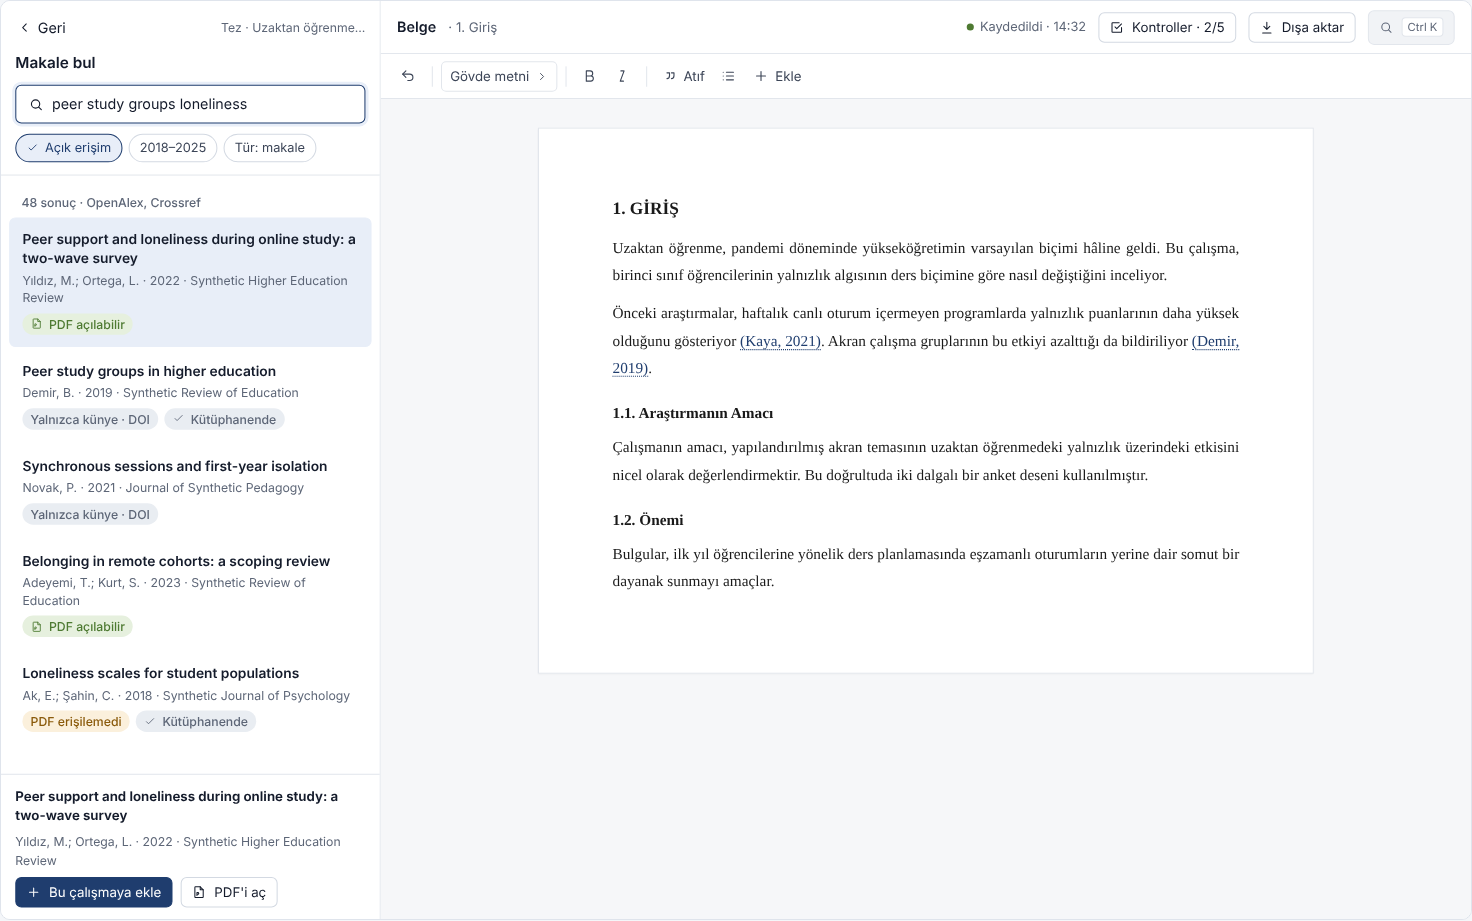 Geri
Tez · Uzaktan öğrenme...
Makale bul
peer study groups loneliness
Açık erişim
2018–2025
Tür: makale
48 sonuç · OpenAlex, Crossref
Peer support and loneliness during online study: a
two-wave survey
Yıldız, M.; Ortega, L. · 2022 · Synthetic Higher Education
Review
PDF açılabilir
Peer study groups in higher education
Demir, B. · 2019 · Synthetic Review of Education
Yalnızca künye · DOI
Kütüphanende
Synchronous sessions and first-year isolation
Novak, P. · 2021 · Journal of Synthetic Pedagogy
Yalnızca künye · DOI
Belonging in remote cohorts: a scoping review
Adeyemi, T.; Kurt, S. · 2023 · Synthetic Review of
Education
PDF açılabilir
Loneliness scales for student populations
Ak, E.; Şahin, C. · 2018 · Synthetic Journal of Psychology
PDF erişilemedi
Kütüphanende
Peer support and loneliness during online study: a
two-wave survey
Yıldız, M.; Ortega, L. · 2022 · Synthetic Higher Education
Review
Bu çalışmaya ekle
PDF'i aç
Belge · 1. Giriş
Kaydedildi · 14:32
Kontroller · 2/5
Dışa aktar
Ctrl K
Gövde metni
B
I
Atıf
Ekle
1. GİRİŞ
Uzaktan öğrenme, pandemi döneminde yükseköğretimin varsayılan biçimi hâline geldi. Bu çalışma,
birinci sınıf öğrencilerinin yalnızlık algısının ders biçimine göre nasıl değiştiğini inceliyor.
Önceki araştırmalar, haftalık canlı oturum içermeyen programlarda yalnızlık puanlarının daha yüksek
olduğunu gösteriyor (Kaya, 2021). Akran çalışma gruplarının bu etkiyi azalttığı da bildiriliyor (Demir,
2019).
1.1. Araştırmanın Amacı
Çalışmanın amacı, yapılandırılmış akran temasının uzaktan öğrenmedeki yalnızlık üzerindeki etkisini
nicel olarak değerlendirmektir. Bu doğrultuda iki dalgalı bir anket deseni kullanılmıştır.
1.2. Önemi
Bulgular, ilk yıl öğrencilerine yönelik ders planlamasında eşzamanlı oturumların yerine dair somut bir
dayanak sunmayı amaçlar.